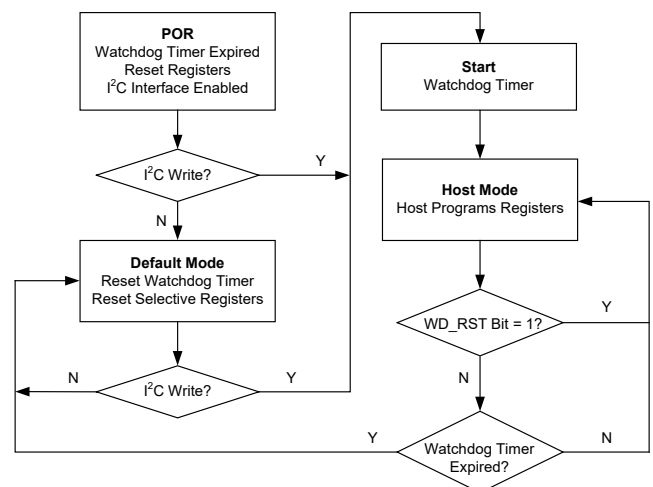 POR
Watchdog Timer Expired
Reset Registers
I²C Interface Enabled
I²C Write?
Y
N
Default Mode
Reset Watchdog Timer
Reset Selective Registers
I²C Write?
N
Y
Start
Watchdog Timer
Host Mode
Host Programs Registers
WD_RST Bit = 1?
Y
N
Watchdog Timer
Expired?
Y
N